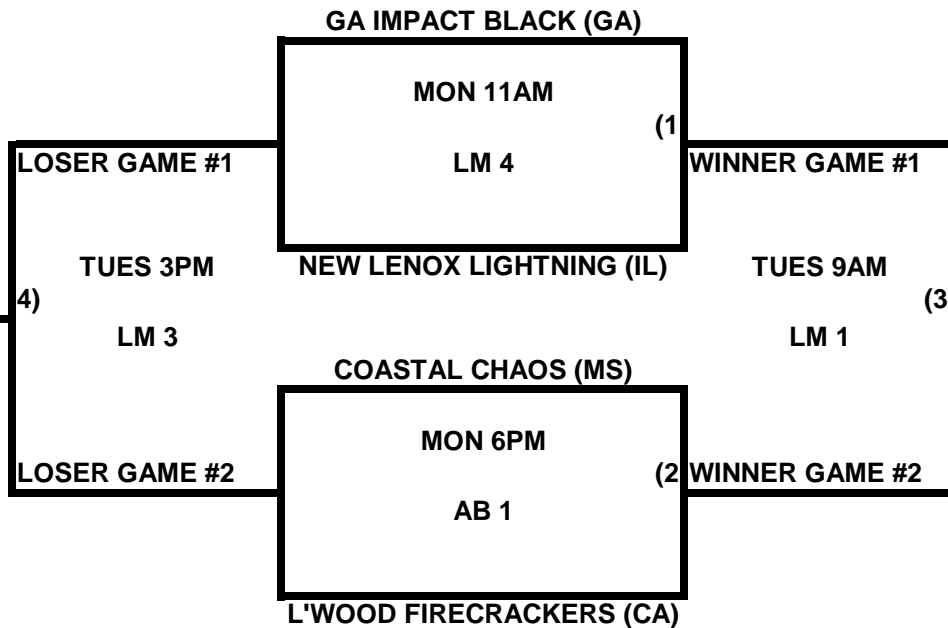 GA IMPACT BLACK (GA)
MON 11AM
(1
LOSER GAME #1
LM 4
WINNER GAME #1
TUES 3PM
NEW LENOX LIGHTNING (IL)
TUES 9AM
4)
(3
LM 3
LM 1
COASTAL CHAOS (MS)
MON 6PM
LOSER GAME #2
(2
WINNER GAME #2
AB 1
L'WOOD FIRECRACKERS (CA)